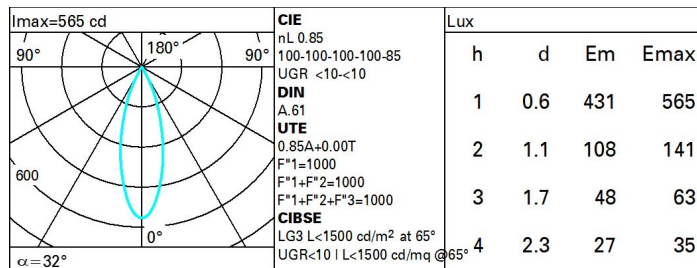 Imax=565 cd
90° 180° 90°
600
0°
α=32°
CIE
nL 0.85
100-100-100-100-85
UGR <10-<10
DIN
A.61
UTE
0.85A+0.00T
F"1=1000
F"1+F"2=1000
F"1+F"2+F"3=1000
CIBSE
LG3 L<1500 cd/m² at 65°
UGR<10 | L<1500 cd/mq @65°
Lux
h d Em Emax
1 0.6 431 565
2 1.1 108 141
3 1.7 48 63
4 2.3 27 35